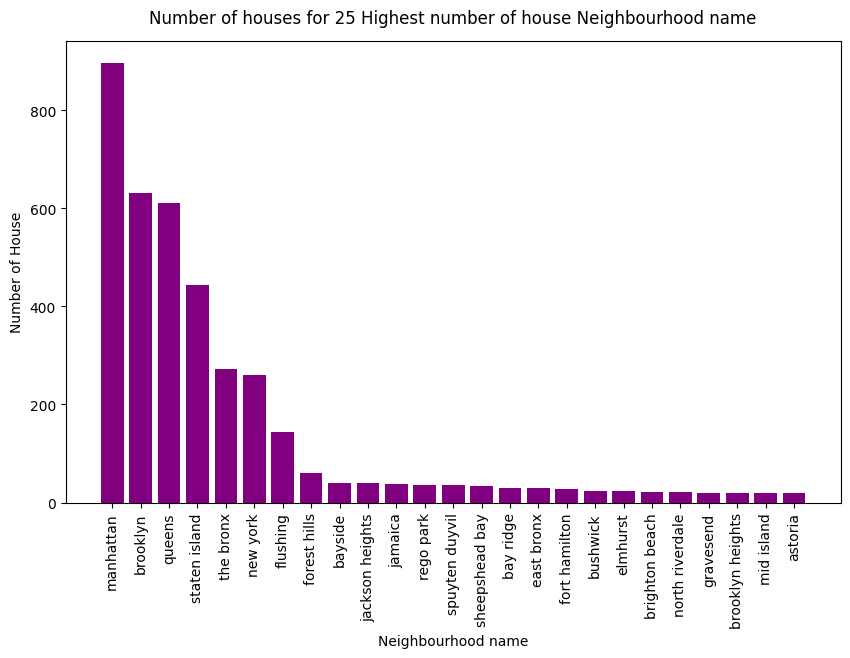 Number of houses for 25 Highest number of house Neighbourhood name
Number of House
800
600
400
200
0
manhattan
brooklyn
queens
staten island
the bronx
new york
flushing
forest hills
bayside
jackson heights
jamaica
rego park
spuyten duyvil
sheepshead bay
bay ridge
east bronx
fort hamilton
bushwick
elmhurst
brighton beach
north riverdale
gravesend
brooklyn heights
mid island
astoria
Neighbourhood name